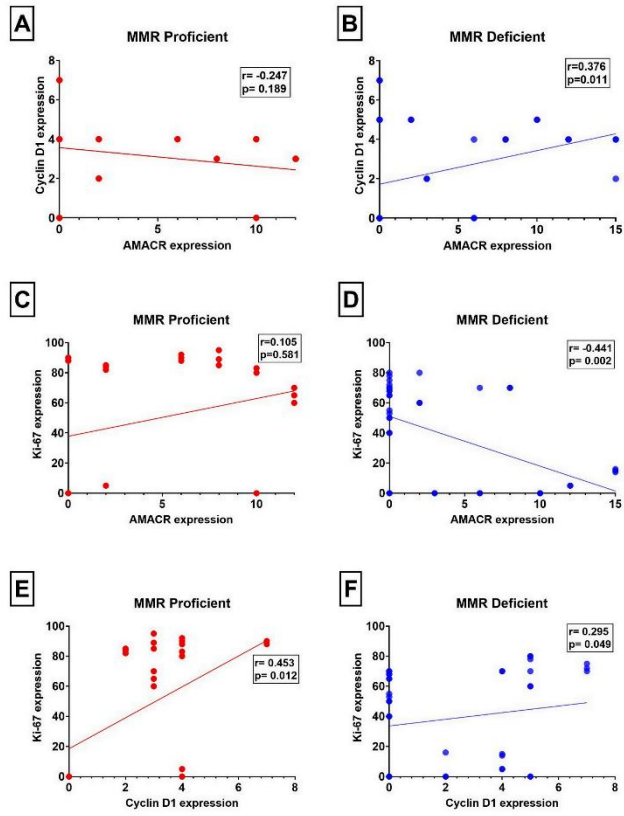 A
MMR Proficient
r= -0.247
p= 0.189
Cyclin D1 expression
8
6
4
2
0
0 5 10
AMACR expression
B
MMR Deficient
r=0.376
p=0.011
Cyclin D1 expression
8
6
4
2
0
0 5 10 15
AMACR expression
C
MMR Proficient
r=0.105
p=0.581
Ki-67 expression
100
80
60
40
20
0
0 5 10
AMACR expression
D
MMR Deficient
r= -0.441
p= 0.002
Ki-67 expression
100
80
60
40
20
0
0 5 10 15
AMACR expression
E
MMR Proficient
r= 0.453
p= 0.012
Ki-67 expression
100
80
60
40
20
0
0 2 4 6 8
Cyclin D1 expression
F
MMR Deficient
r= 0.295
p= 0.049
Ki-67 expression
100
80
60
40
20
0
0 2 4 6 8
Cyclin D1 expression